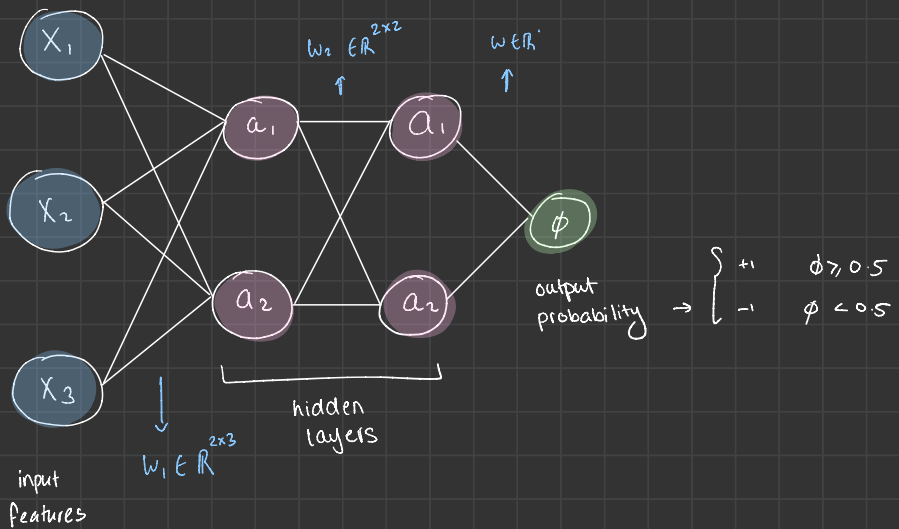 X₁
W₂ ∈ ℝ²ˣ²
W ∈ ℝ
a₁
a₁
X₂
ϕ
a₂
a₂
output
probability → { +1 ϕ ⩾ 0.5
-1 ϕ < 0.5
X₃
hidden
layers
W₁ ∈ ℝ²ˣ³
input
features